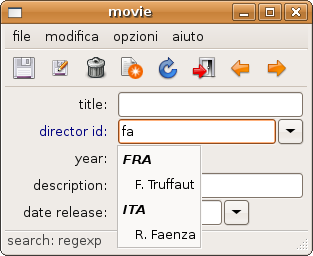 movie
file modifica opzioni aiuto
title:
director id: fa
year:
FRA
F. Truffaut
description:
ITA
date release:
R. Faenza
search: regexp